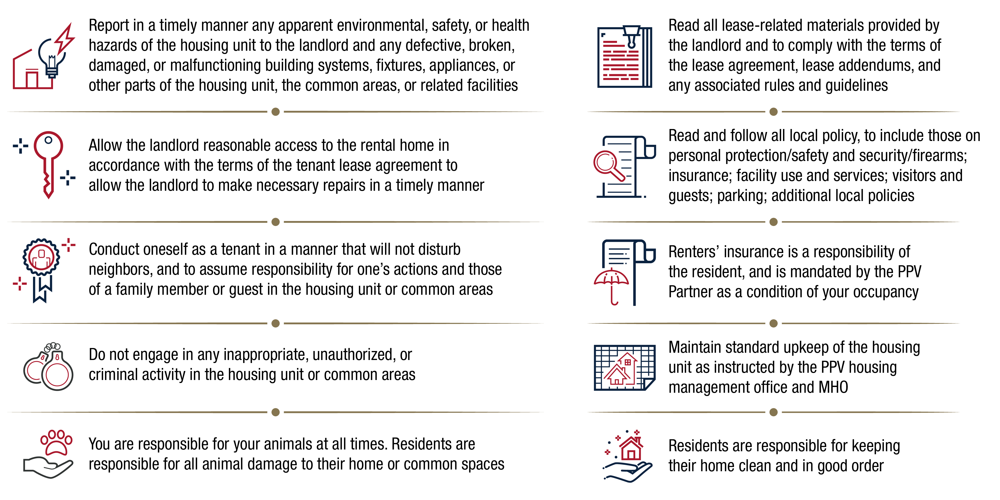 Report in a timely manner any apparent environmental, safety, or health
hazards of the housing unit to the landlord and any defective, broken,
damaged, or malfunctioning building systems, fixtures, appliances, or
other parts of the housing unit, the common areas, or related facilities
Allow the landlord reasonable access to the rental home in
accordance with the terms of the tenant lease agreement to
allow the landlord to make necessary repairs in a timely manner
Conduct oneself as a tenant in a manner that will not disturb
neighbors, and to assume responsibility for one’s actions and those
of a family member or guest in the housing unit or common areas
Do not engage in any inappropriate, unauthorized, or
criminal activity in the housing unit or common areas
You are responsible for your animals at all times. Residents are
responsible for all animal damage to their home or common spaces
Read all lease-related materials provided by
the landlord and to comply with the terms of
the lease agreement, lease addendums, and
any associated rules and guidelines
Read and follow all local policy, to include those on
personal protection/safety and security/firearms;
insurance; facility use and services; visitors and
guests; parking; additional local policies
Renters’ insurance is a responsibility of
the resident, and is mandated by the PPV
Partner as a condition of your occupancy
Maintain standard upkeep of the housing
unit as instructed by the PPV housing
management office and MHO
Residents are responsible for keeping
their home clean and in good order